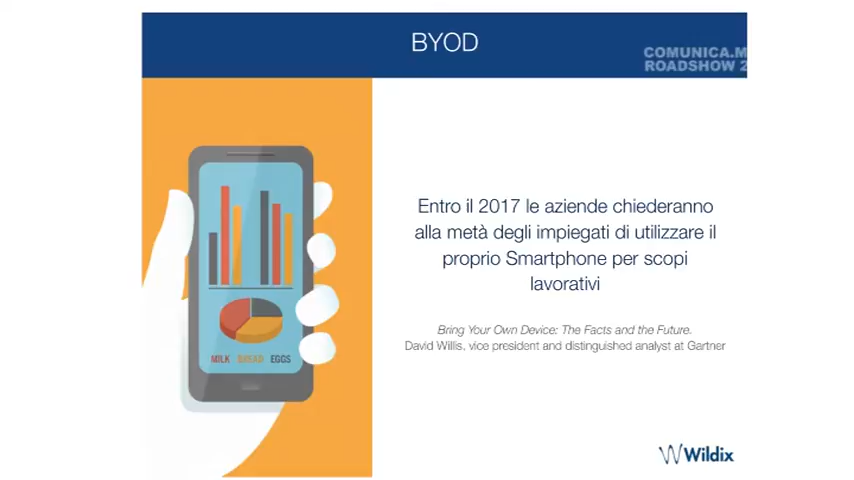 BYOD
COMUNICA.M
ROADSHOW 2
Entro il 2017 le aziende chiederanno
alla metà degli impiegati di utilizzare il
proprio Smartphone per scopi
lavorativi
Bring Your Own Device: The Facts and the Future.
David Willis, vice president and distinguished analyst at Gartner
MILK BREAD EGGS
Wildix